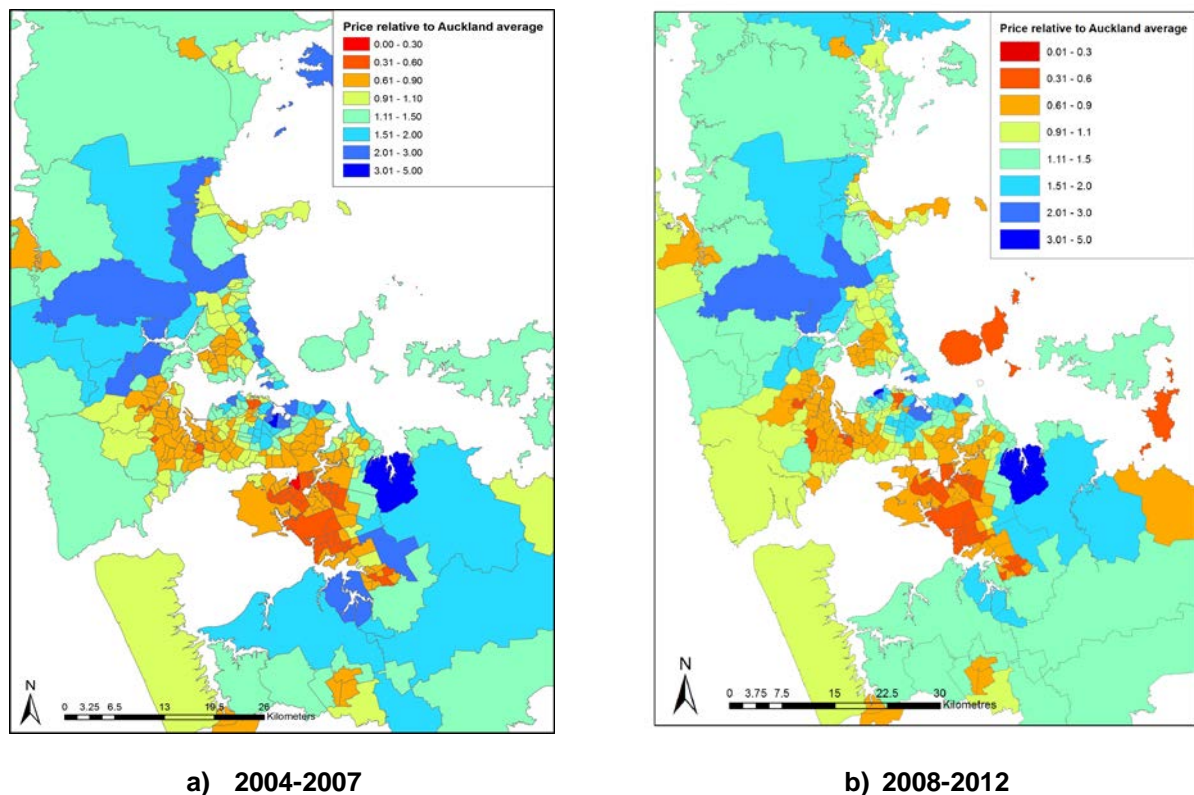 Price relative to Auckland average
0.00 - 0.30
0.31 - 0.60
0.61 - 0.90
0.91 - 1.10
1.11 - 1.50
1.51 - 2.00
2.01 - 3.00
3.01 - 5.00
N
0 3.25 6.5 13 19.5 26
Kilometers
a) 2004-2007
Price relative to Auckland average
0.01 - 0.3
0.31 - 0.6
0.61 - 0.9
0.91 - 1.1
1.11 - 1.5
1.51 - 2.0
2.01 - 3.0
3.01 - 5.0
N
0 3.75 7.5 15 22.5 30
Kilometres
b) 2008-2012